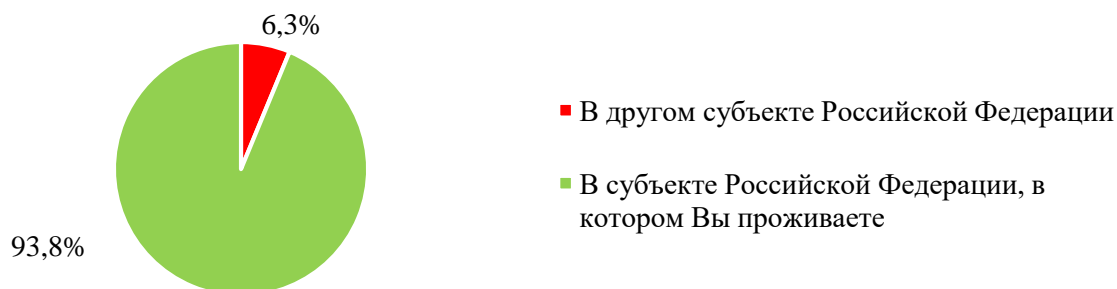 6,3%
В другом субъекте Российской Федерации
В субъекте Российской Федерации, в
котором Вы проживаете
93,8%